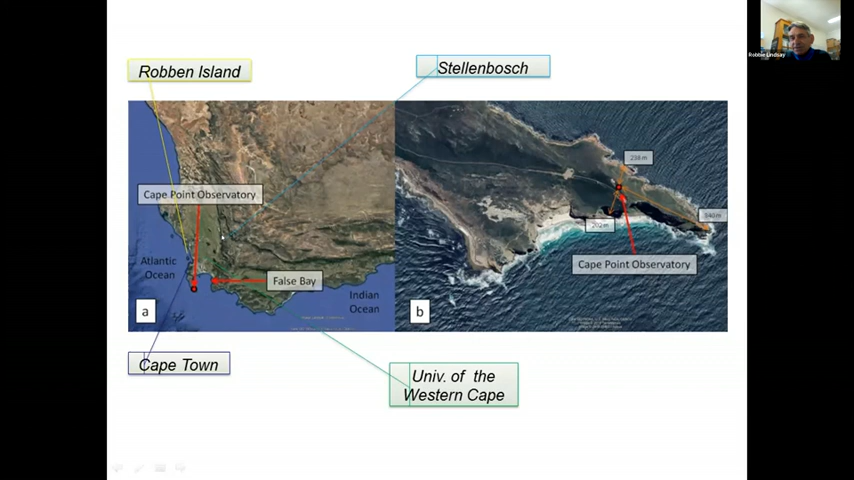 Robbie Lindsay
Robben Island
Stellenbosch
Cape Point Observatory
Atlantic
Ocean
False Bay
Indian
Ocean
a
238 m
202 m
540 m
Cape Point Observatory
b
Cape Town
Univ. of the
Western Cape